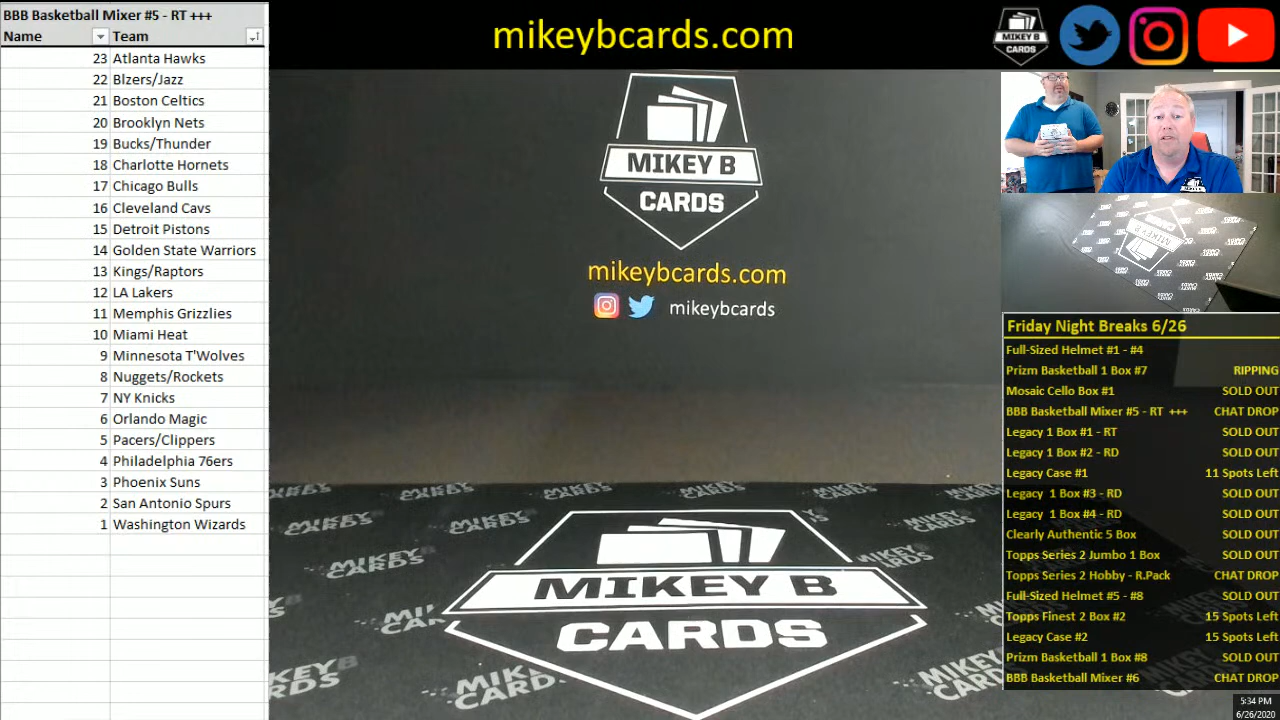 BBB Basketball Mixer #5 - RT +++
Name Team
23 Atlanta Hawks
22 Blzers/Jazz
21 Boston Celtics
20 Brooklyn Nets
19 Bucks/Thunder
18 Charlotte Hornets
17 Chicago Bulls
16 Cleveland Cavs
15 Detroit Pistons
14 Golden State Warriors
13 Kings/Raptors
12 LA Lakers
11 Memphis Grizzlies
10 Miami Heat
9 Minnesota T'Wolves
8 Nuggets/Rockets
7 NY Knicks
6 Orlando Magic
5 Pacers/Clippers
4 Philadelphia 76ers
3 Phoenix Suns
2 San Antonio Spurs
1 Washington Wizards
mikeybcards.com
MIKEY B
CARDS
MIKEY B
CARDS
mikeybcards.com
mikeybcards
MIKEY B
CARDS
Friday Night Breaks 6/26
Full-Sized Helmet #1 - #4
Prizm Basketball 1 Box #7 RIPPING
Mosaic Cello Box #1 SOLD OUT
BBB Basketball Mixer #5 - RT +++ CHAT DROP
Legacy 1 Box #1 - RT SOLD OUT
Legacy 1 Box #2 - RD SOLD OUT
Legacy Case #1 11 Spots Left
Legacy 1 Box #3 - RD SOLD OUT
Legacy 1 Box #4 - RD SOLD OUT
Clearly Authentic 5 Box SOLD OUT
Topps Series 2 Jumbo 1 Box SOLD OUT
Topps Series 2 Hobby - R.Pack CHAT DROP
Full-Sized Helmet #5 - #8 SOLD OUT
Topps Finest 2 Box #2 15 Spots Left
Legacy Case #2 15 Spots Left
Prizm Basketball 1 Box #8 SOLD OUT
BBB Basketball Mixer #6 CHAT DROP
5:34 PM
6/26/2020